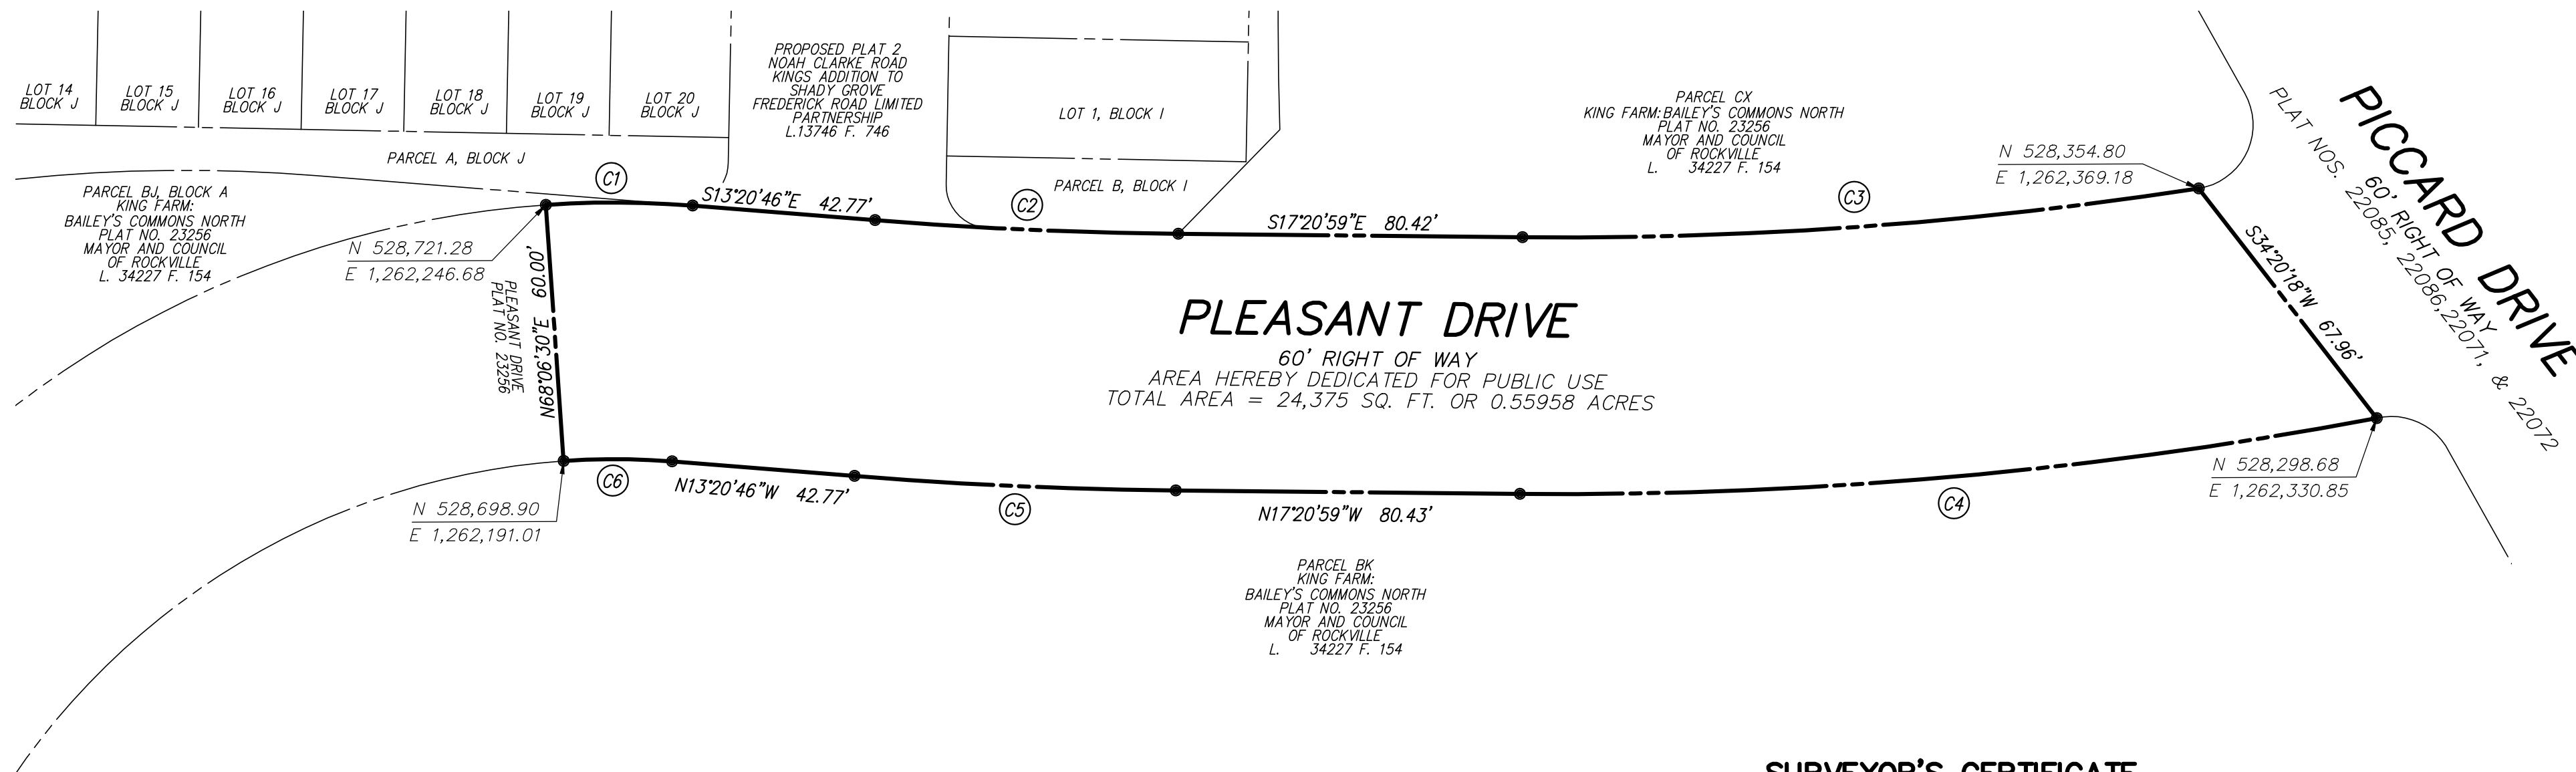 LOT 14
BLOCK J
LOT 15
BLOCK J
LOT 16
BLOCK J
LOT 17
BLOCK J
LOT 18
BLOCK J
LOT 19
BLOCK J
LOT 20
BLOCK J
PROPOSED PLAT 2
NOAH CLARKE ROAD
KINGS ADDITION TO
SHADY GROVE
FREDERICK ROAD LIMITED
PARTNERSHIP
L.13746 F. 746
LOT 1, BLOCK I
PARCEL CX
KING FARM: BAILEY'S COMMONS NORTH
PLAT NO. 23256
MAYOR AND COUNCIL
OF ROCKVILLE
L. 34227 F. 154
PICCARD DRIVE
60' RIGHT OF WAY
PLAT NOS. 22085, 22086,22071, & 22072
N 528,354.80
E 1,262,369.18
PARCEL A, BLOCK J
PARCEL B, BLOCK I
PARCEL BJ, BLOCK A
KING FARM:
BAILEY'S COMMONS NORTH
PLAT NO. 23256
MAYOR AND COUNCIL
OF ROCKVILLE
L. 34227 F. 154
C1
S13°20'46"E 42.77'
C2
S17°20'59"E 80.42'
C3
S34°20'18"W 67.96'
N 528,721.28
E 1,262,246.68
N68°06'30"E 60.00'
PLEASANT DRIVE
PLAT NO. 23256
PLEASANT DRIVE
60' RIGHT OF WAY
AREA HEREBY DEDICATED FOR PUBLIC USE
TOTAL AREA = 24,375 SQ. FT. OR 0.55958 ACRES
N 528,298.68
E 1,262,330.85
C6
N13°20'46"W 42.77'
C5
N17°20'59"W 80.43'
C4
N 528,698.90
E 1,262,191.01
PARCEL BK
KING FARM:
BAILEY'S COMMONS NORTH
PLAT NO. 23256
MAYOR AND COUNCIL
OF ROCKVILLE
L. 34227 F. 154
SURVEYOR'S CERTIFICATE